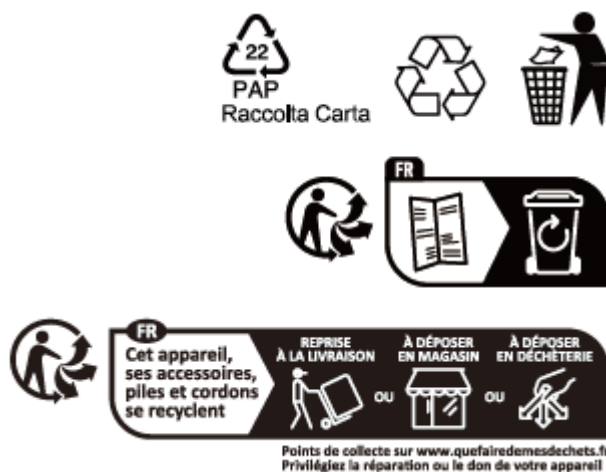 22
PAP
Raccolta Carta
FR
FR
Cet appareil,
ses accessoires,
piles et cordons
se recyclent
REPRISE
À LA LIVRAISON
OU
À DÉPOSER
EN MAGASIN
OU
À DÉPOSER
EN DÉCHÈTERIE
Points de collecte sur www.quefairedemesdechets.fr
Privilégiez la réparation ou le don de votre appareil